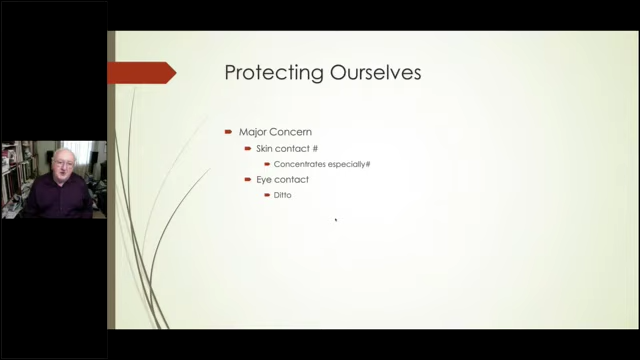 Protecting Ourselves
Major Concern
Skin contact #
Concentrates especially#
Eye contact
Ditto